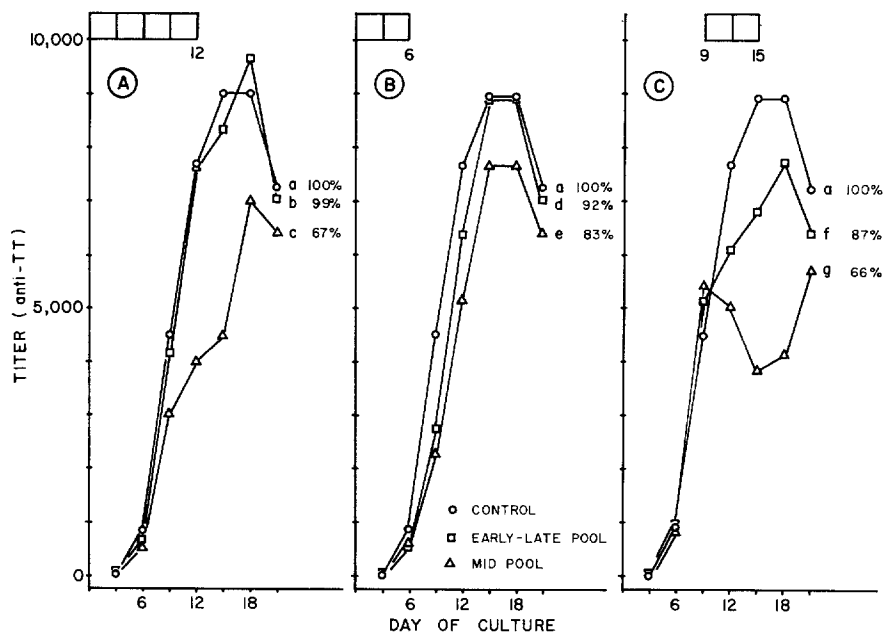 10,000
5,000
0
TITER (anti-TT)
12
A
a 100%
b 99%
c 67%
6 12 18
6
B
a 100%
d 92%
e 83%
CONTROL
EARLY-LATE POOL
MID POOL
6 12 18
9 15
C
a 100%
f 87%
g 66%
6 12 18
DAY OF CULTURE